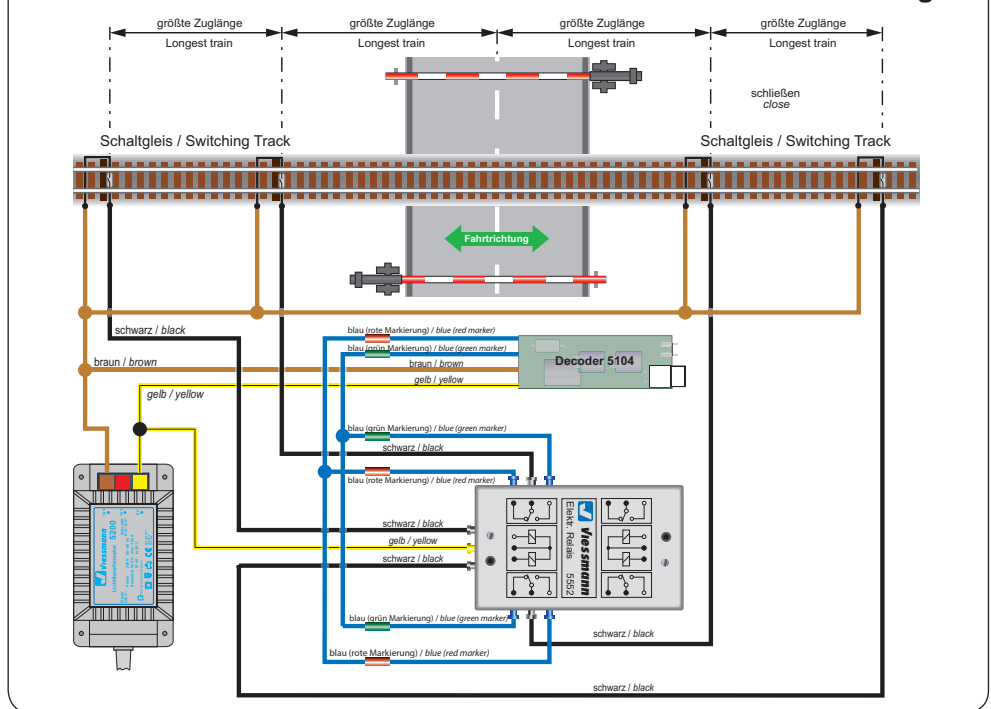 g
größte Zuglänge größte Zuglänge größte Zuglänge größte Zuglänge
Longest train Longest train Longest train Longest train
schließen
close
Schaltgleis / Switching Track Schaltgleis / Switching Track
Fahrtrichtung
schwarz / black
blau (rote Markierung) / blue (red marker)
blau (grün Markierung) / blue (green marker)
braun / brown
braun / brown
Decoder 5104
gelb / yellow
gelb / yellow
blau (grün Markierung) / blue (green marker)
schwarz / black
blau (rote Markierung) / blue (red marker)
schwarz / black
gelb / yellow
schwarz / black
viessmann
Elektr. Relais 5552
viessmann
Lichttransformator 5200
blau (grün Markierung) / blue (green marker)
schwarz / black
blau (rote Markierung) / blue (red marker)
schwarz / black